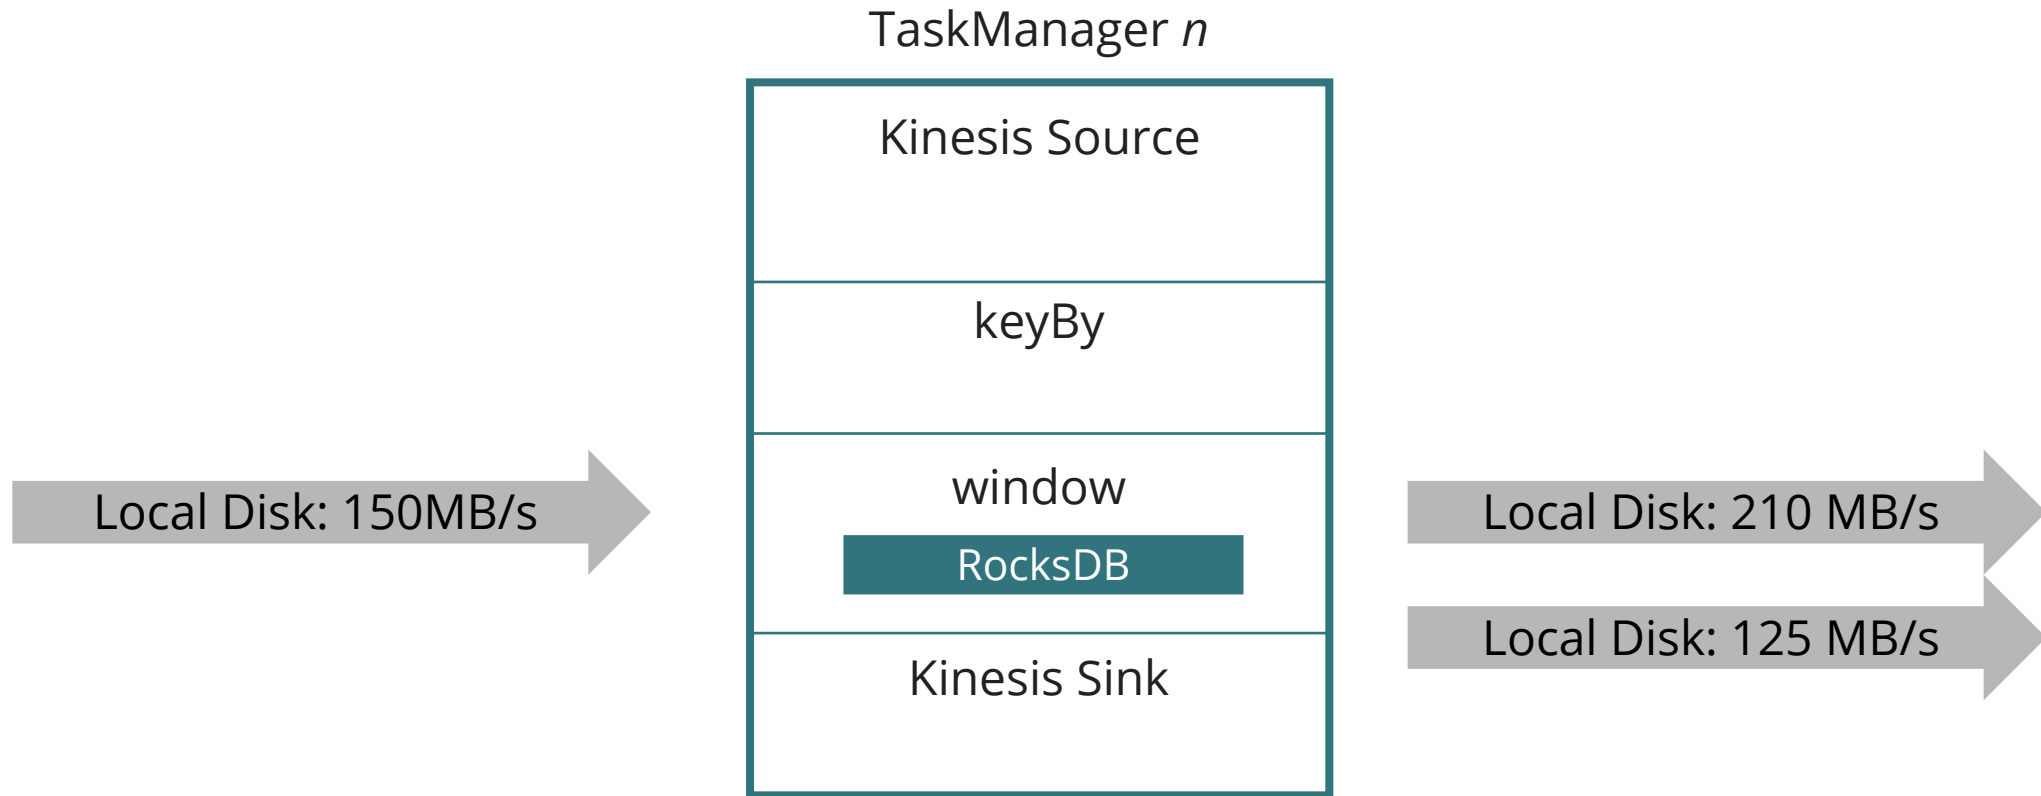 TaskManager n
Kinesis Source
keyBy
window
Local Disk: 150MB/s
Local Disk: 210 MB/s
RocksDB
Local Disk: 125 MB/s
Kinesis Sink